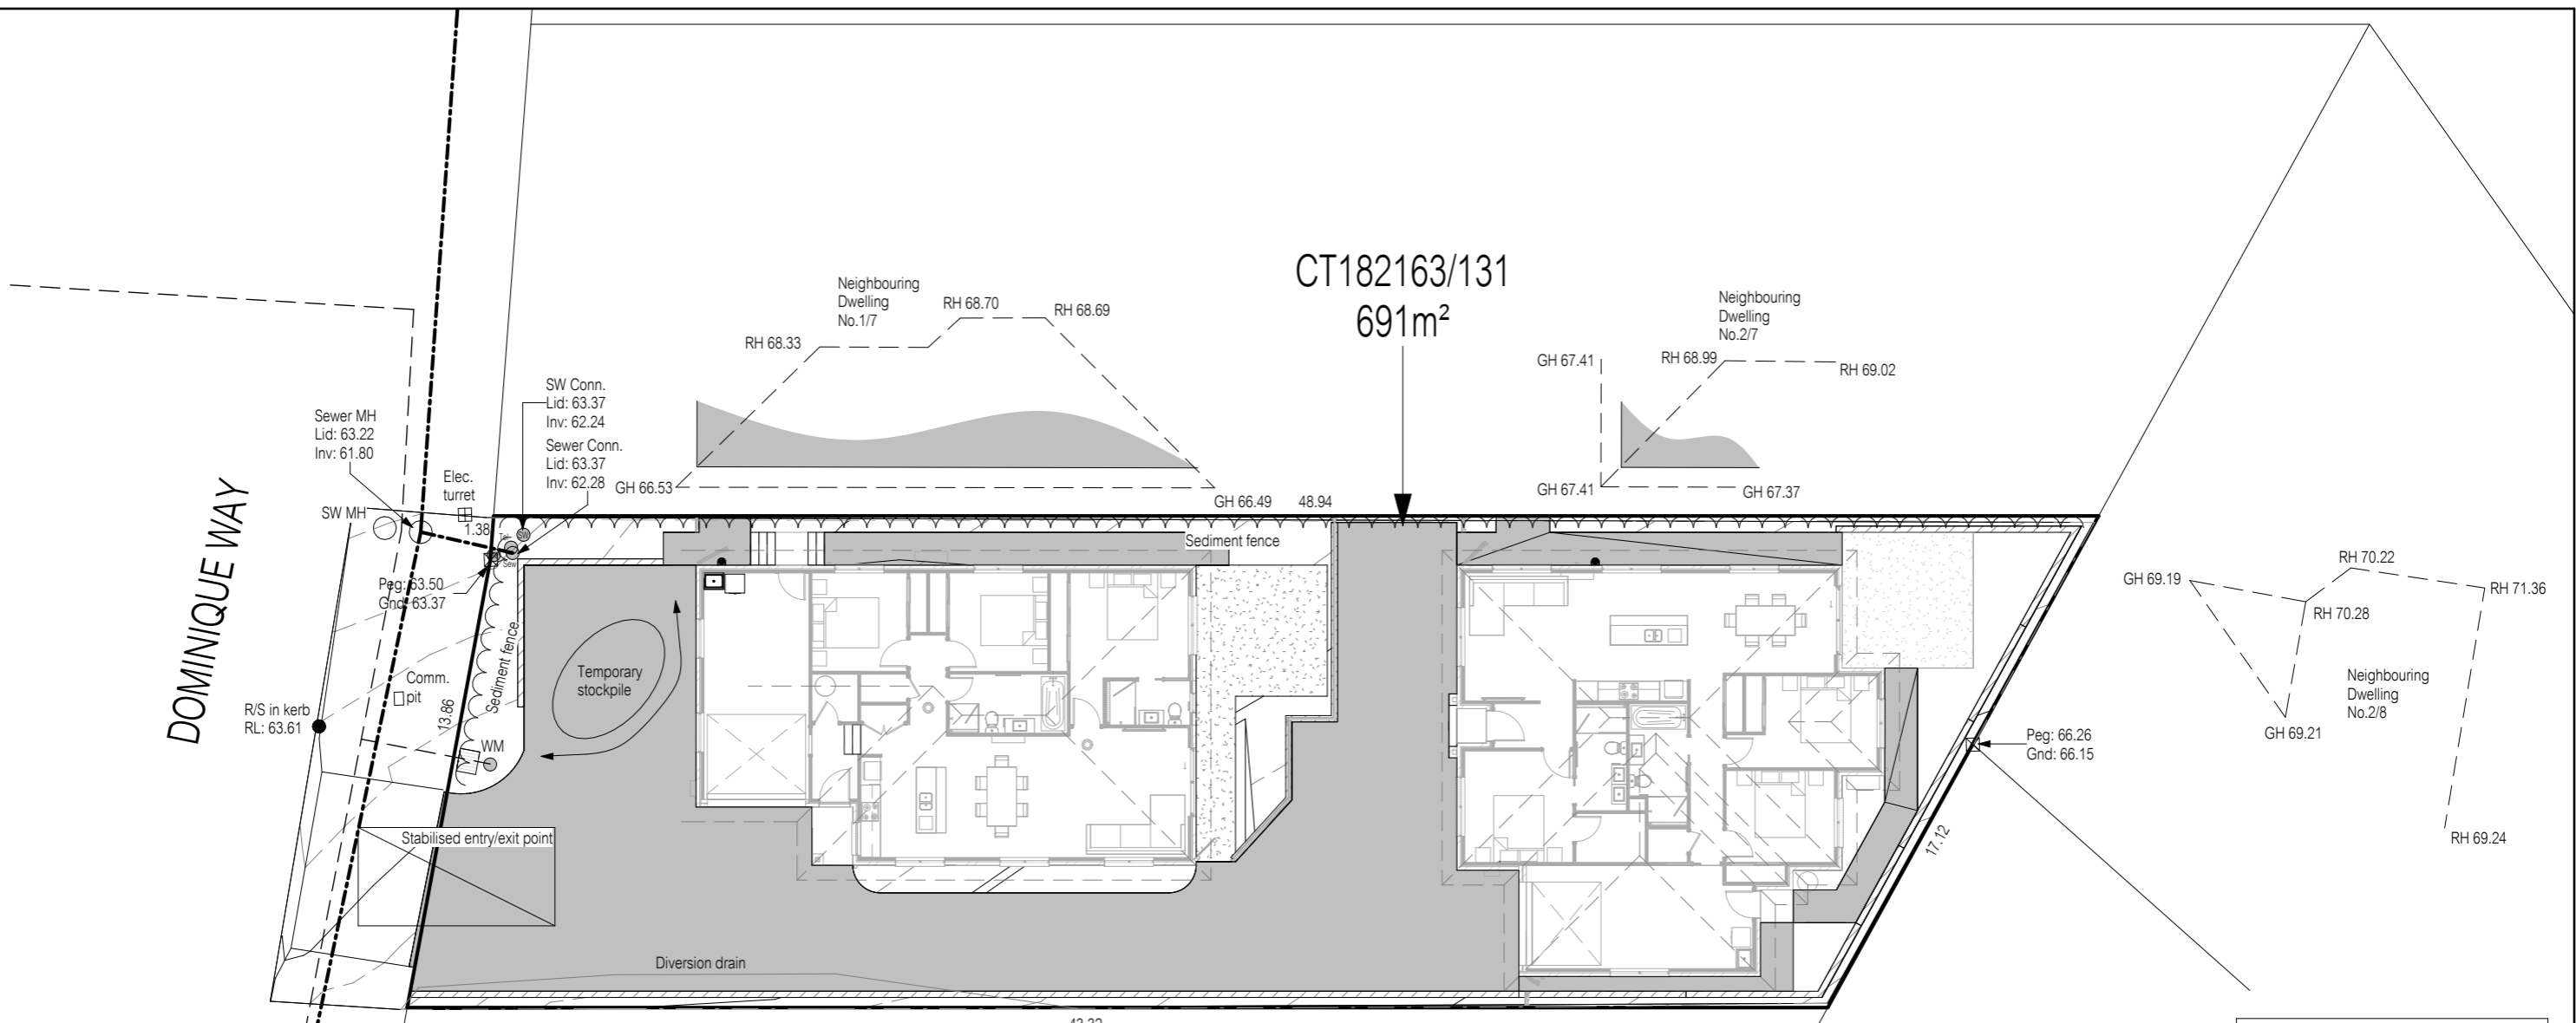 CT182163/131
691m²
Neighbouring
Dwelling
No.1/7
RH 68.70
RH 68.69
RH 68.33
Neighbouring
Dwelling
No.2/7
GH 67.41
RH 68.99
RH 69.02
SW Conn.
Lid: 63.37
Inv: 62.24
Sewer MH
Lid: 63.22
Inv: 61.80
Sewer Conn.
Lid: 63.37
Inv: 62.28
Elec.
turret
GH 66.53
GH 66.49
48.94
GH 67.41
GH 67.37
SW MH
1.38
SW
Tel
Sew
Sediment fence
Peg: 63.50
Gnd: 63.37
DOMINIQUE WAY
Sediment fence
Temporary
stockpile
Comm.
pit
13.86
R/S in kerb
RL: 63.61
WM
Stabilised entry/exit point
Diversion drain
RH 70.22
GH 69.19
RH 71.36
RH 70.28
Neighbouring
Dwelling
No.2/8
GH 69.21
Peg: 66.26
Gnd: 66.15
17.12
RH 69.24